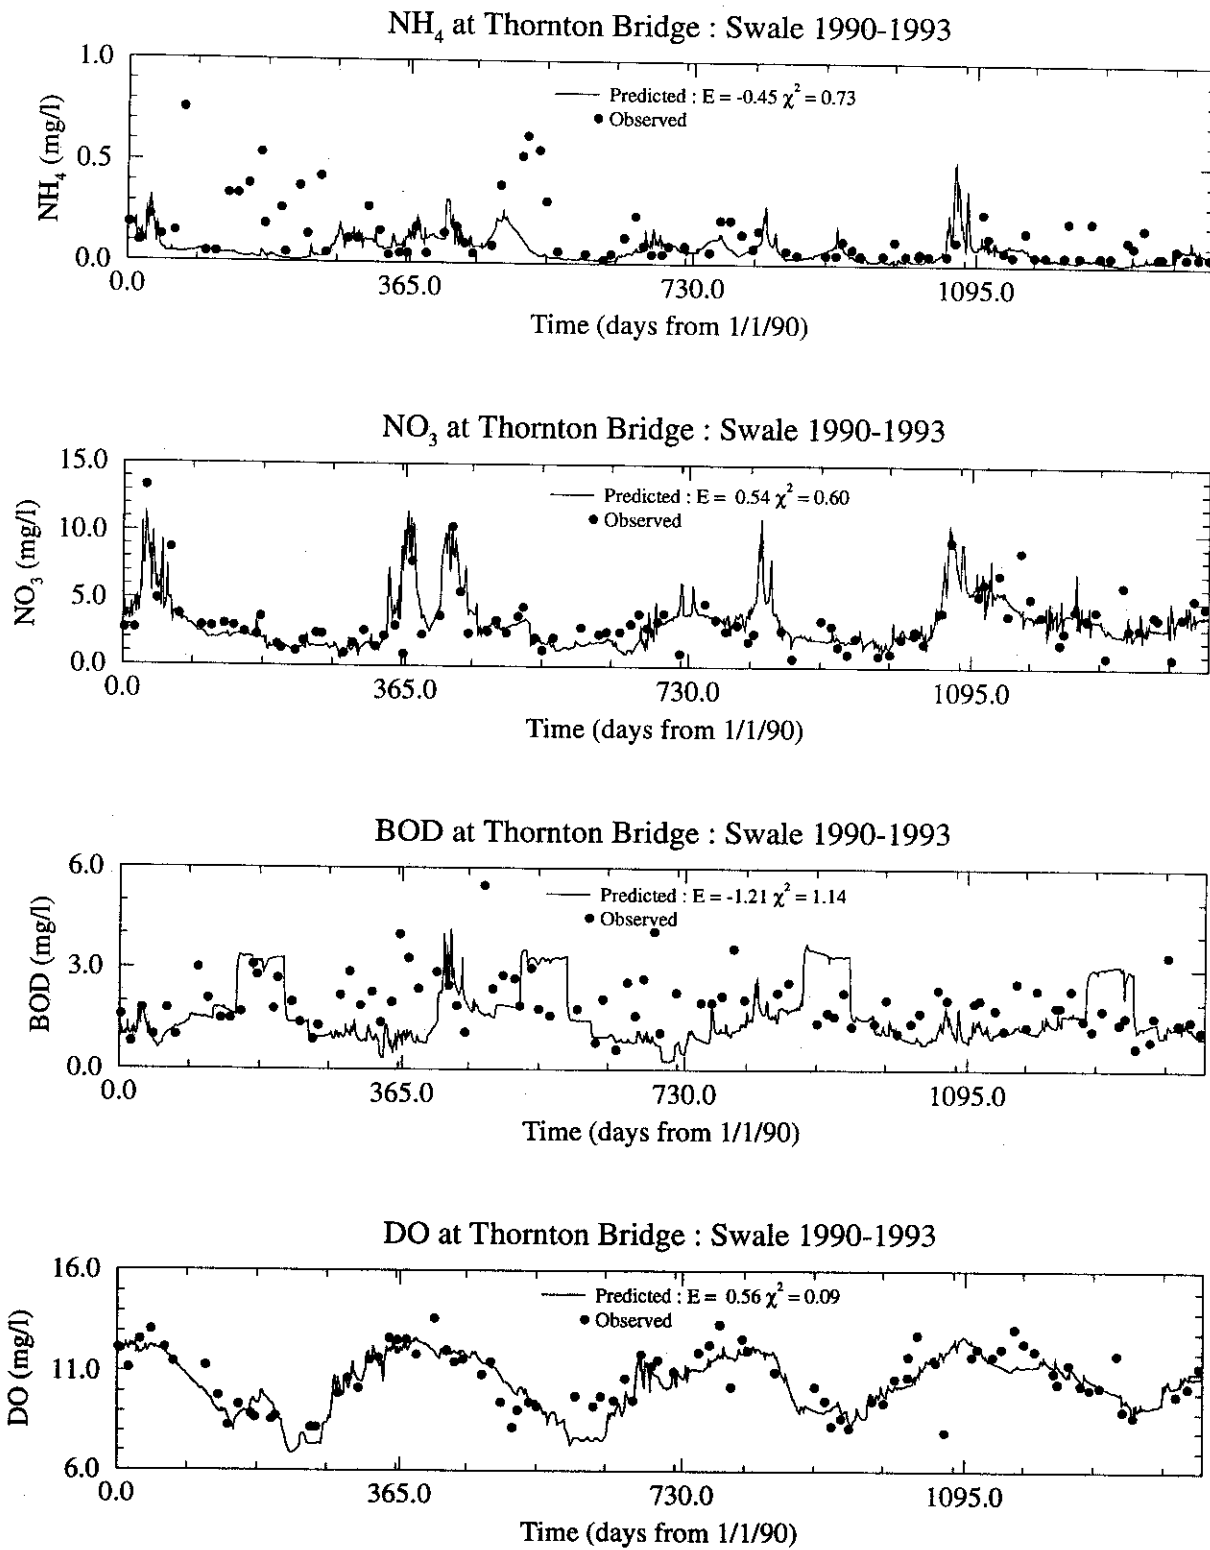 NH₄ at Thornton Bridge : Swale 1990-1993
1.0
0.5
0.0
NH₄ (mg/l)
Predicted : E = -0.45 χ² = 0.73
Observed
0.0 365.0 730.0 1095.0
Time (days from 1/1/90)
NO₃ at Thornton Bridge : Swale 1990-1993
15.0
10.0
5.0
0.0
NO₃ (mg/l)
Predicted : E = 0.54 χ² = 0.60
Observed
0.0 365.0 730.0 1095.0
Time (days from 1/1/90)
BOD at Thornton Bridge : Swale 1990-1993
6.0
3.0
0.0
BOD (mg/l)
Predicted : E = -1.21 χ² = 1.14
Observed
0.0 365.0 730.0 1095.0
Time (days from 1/1/90)
DO at Thornton Bridge : Swale 1990-1993
16.0
11.0
6.0
DO (mg/l)
Predicted : E = 0.56 χ² = 0.09
Observed
0.0 365.0 730.0 1095.0
Time (days from 1/1/90)